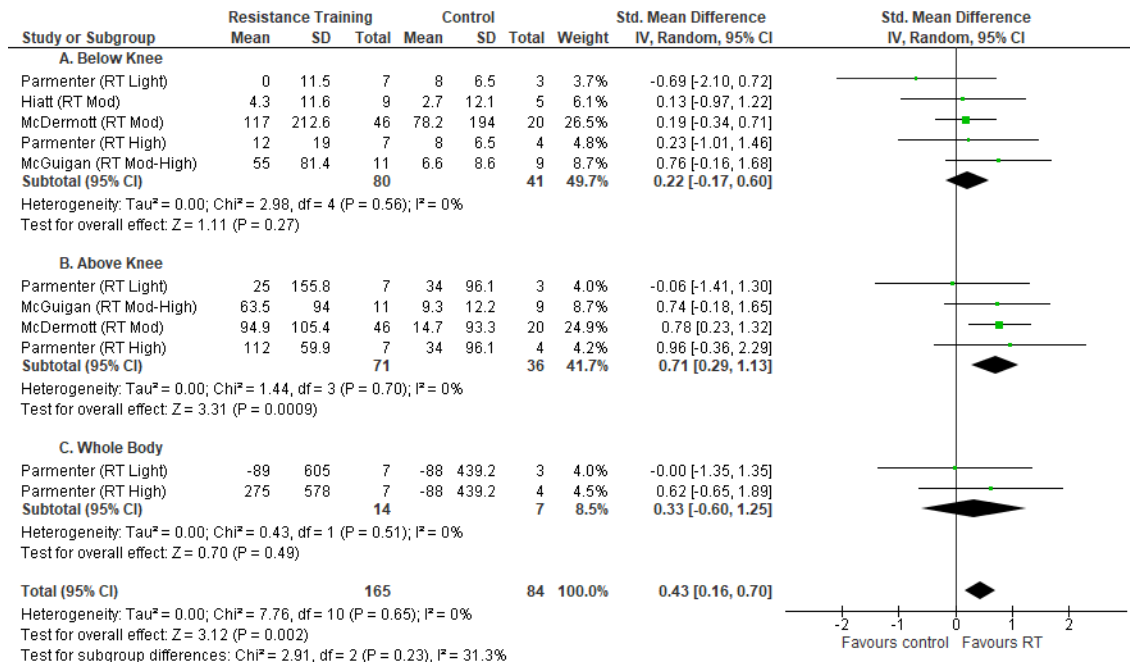 Resistance Training Control Std. Mean Difference Std. Mean Difference
Study or Subgroup Mean SD Total Mean SD Total Weight IV, Random, 95% CI IV, Random, 95% CI
A. Below Knee
Parmenter (RT Light) 0 11.5 7 8 6.5 3 3.7% -0.69 [-2.10, 0.72]
Hiatt (RT Mod) 4.3 11.6 9 2.7 12.1 5 6.1% 0.13 [-0.97, 1.22]
McDermott (RT Mod) 117 212.6 46 78.2 194 20 26.5% 0.19 [-0.34, 0.71]
Parmenter (RT High) 12 19 7 8 6.5 4 4.8% 0.23 [-1.01, 1.46]
McGuigan (RT Mod-High) 55 81.4 11 6.6 8.6 9 8.7% 0.76 [-0.16, 1.68]
Subtotal (95% CI) 80 41 49.7% 0.22 [-0.17, 0.60]
Heterogeneity: Tau² = 0.00; Chi² = 2.98, df = 4 (P = 0.56); I² = 0%
Test for overall effect: Z = 1.11 (P = 0.27)
B. Above Knee
Parmenter (RT Light) 25 155.8 7 34 96.1 3 4.0% -0.06 [-1.41, 1.30]
McGuigan (RT Mod-High) 63.5 94 11 9.3 12.2 9 8.7% 0.74 [-0.18, 1.65]
McDermott (RT Mod) 94.9 105.4 46 14.7 93.3 20 24.9% 0.78 [0.23, 1.32]
Parmenter (RT High) 112 59.9 7 34 96.1 4 4.2% 0.96 [-0.36, 2.29]
Subtotal (95% CI) 71 36 41.7% 0.71 [0.29, 1.13]
Heterogeneity: Tau² = 0.00; Chi² = 1.44, df = 3 (P = 0.70); I² = 0%
Test for overall effect: Z = 3.31 (P = 0.0009)
C. Whole Body
Parmenter (RT Light) -89 605 7 -88 439.2 3 4.0% -0.00 [-1.35, 1.35]
Parmenter (RT High) 275 578 7 -88 439.2 4 4.5% 0.62 [-0.65, 1.89]
Subtotal (95% CI) 14 7 8.5% 0.33 [-0.60, 1.25]
Heterogeneity: Tau² = 0.00; Chi² = 0.43, df = 1 (P = 0.51); I² = 0%
Test for overall effect: Z = 0.70 (P = 0.49)
Total (95% CI) 165 84 100.0% 0.43 [0.16, 0.70]
Heterogeneity: Tau² = 0.00; Chi² = 7.76, df = 10 (P = 0.65); I² = 0%
Test for overall effect: Z = 3.12 (P = 0.002)
Test for subgroup differences: Chi² = 2.91, df = 2 (P = 0.23), I² = 31.3%
-2 -1 0 1 2
Favours control Favours RT